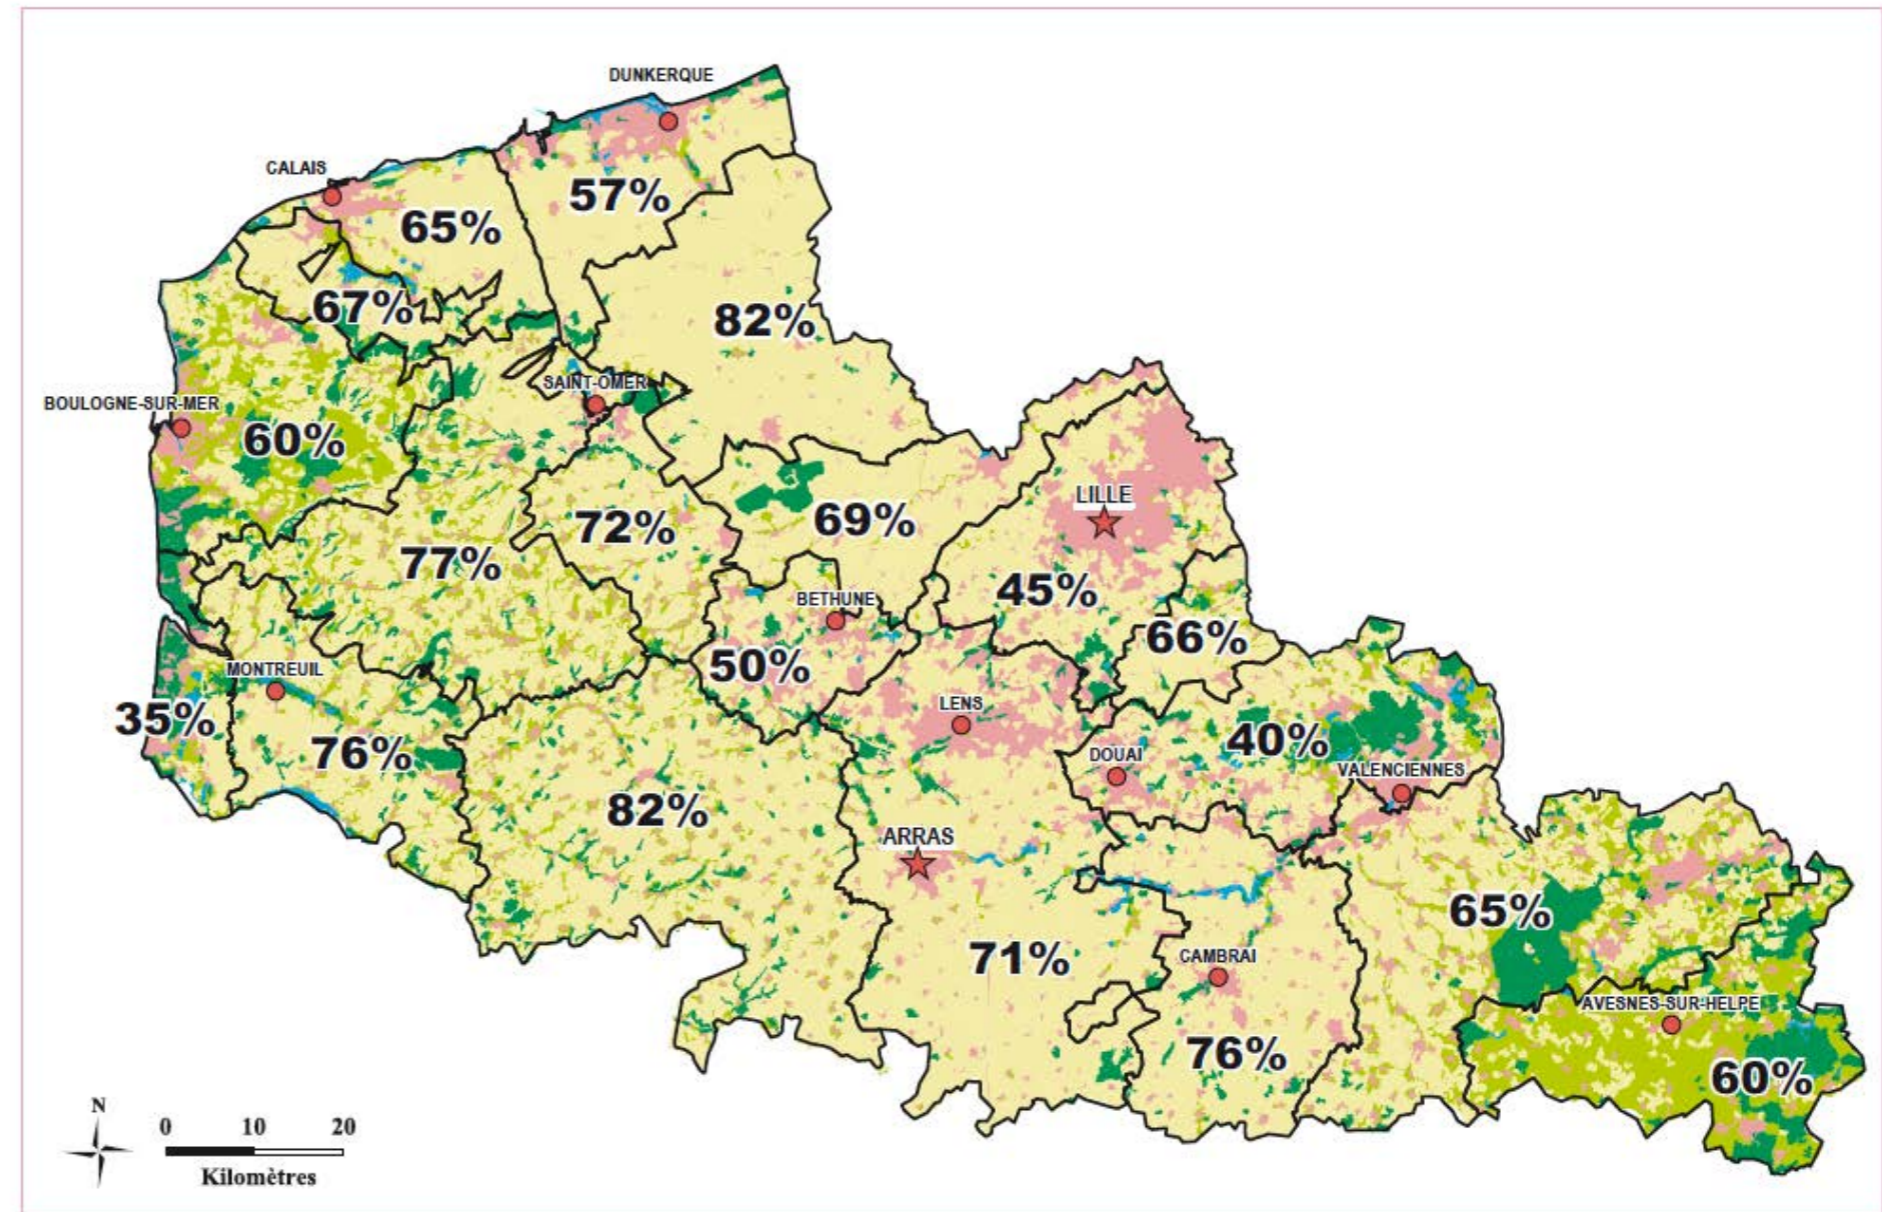 DUNKERQUE
CALAIS
57%
65%
67%
82%
SAINT-OMER
BOULOGNE-SUR-MER
60%
LILLE
72%
69%
77%
45%
BETHUNE
66%
50%
MONTREUIL
LENS
35%
40%
76%
DOUAI
VALENCIENNES
82%
ARRAS
65%
71%
CAMBRAI
AVESNES-SUR-HELPE
76%
60%
N
0 10 20
Kilomètres